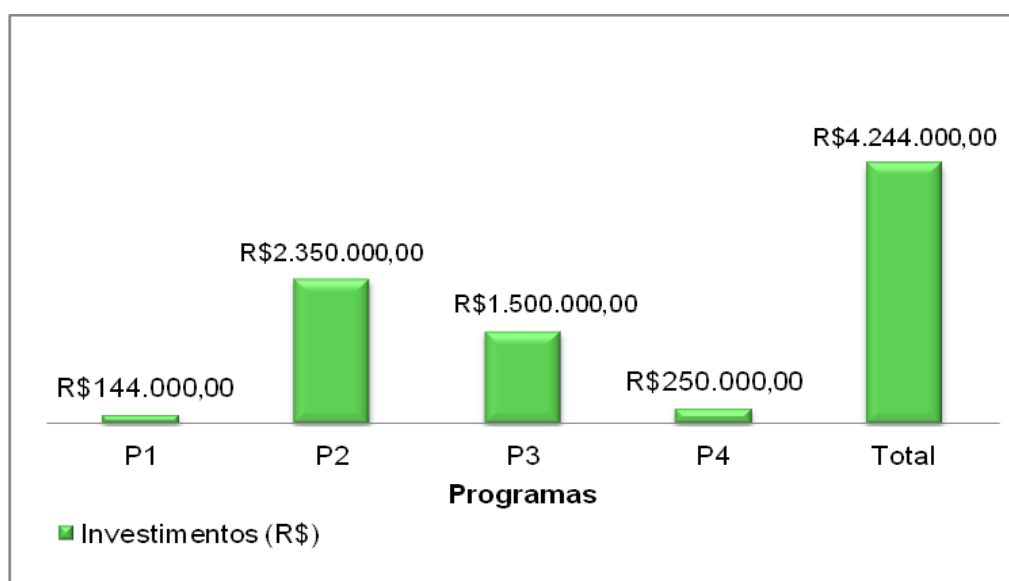 R$4.244.000,00
R$2.350.000,00
R$1.500.000,00
R$144.000,00
R$250.000,00
P1 P2 P3 P4 Total
Programas
Investimentos (R$)